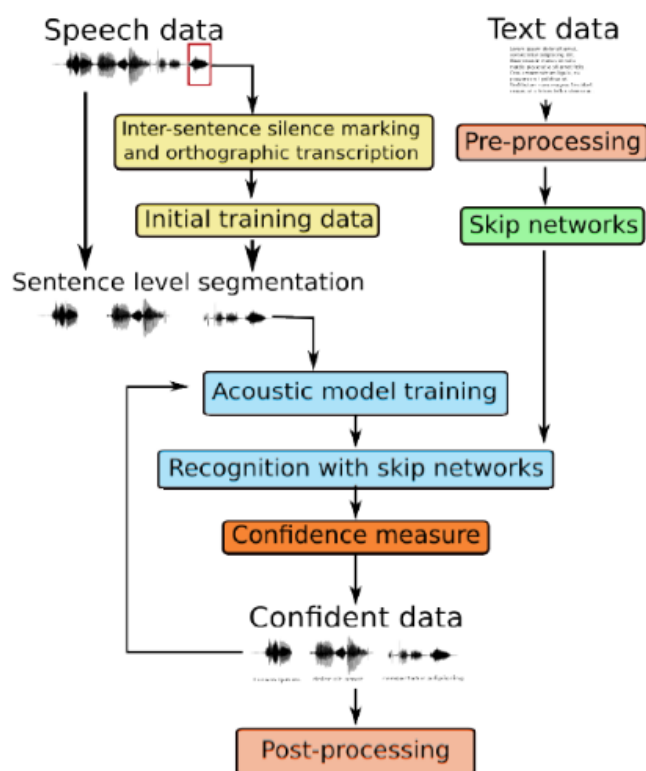 Speech data
Text data
Inter-sentence silence marking
and orthographic transcription
Pre-processing
Initial training data
Skip networks
Sentence level segmentation
Acoustic model training
Recognition with skip networks
Confidence measure
Confident data
Post-processing